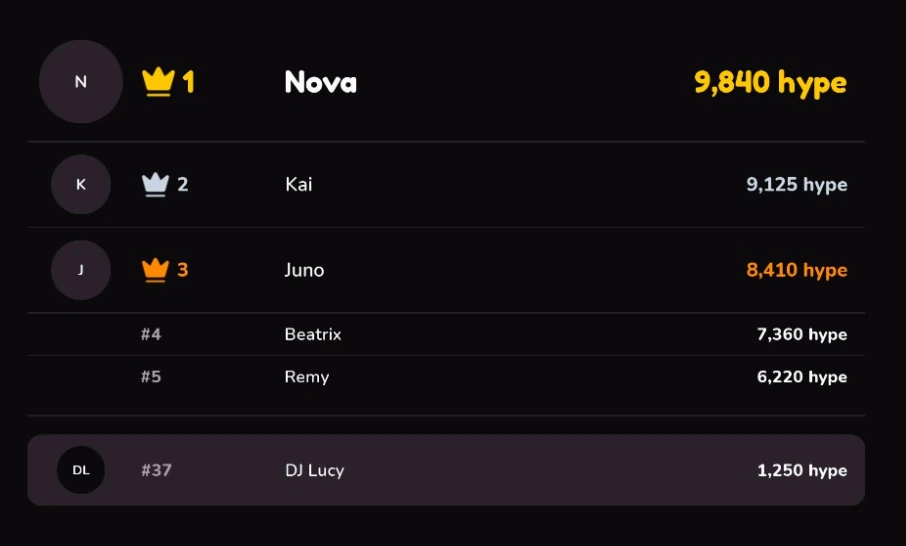 N 1 Nova 9,840 hype
K 2 Kai 9,125 hype
J 3 Juno 8,410 hype
#4 Beatrix 7,360 hype
#5 Remy 6,220 hype
DL #37 DJ Lucy 1,250 hype